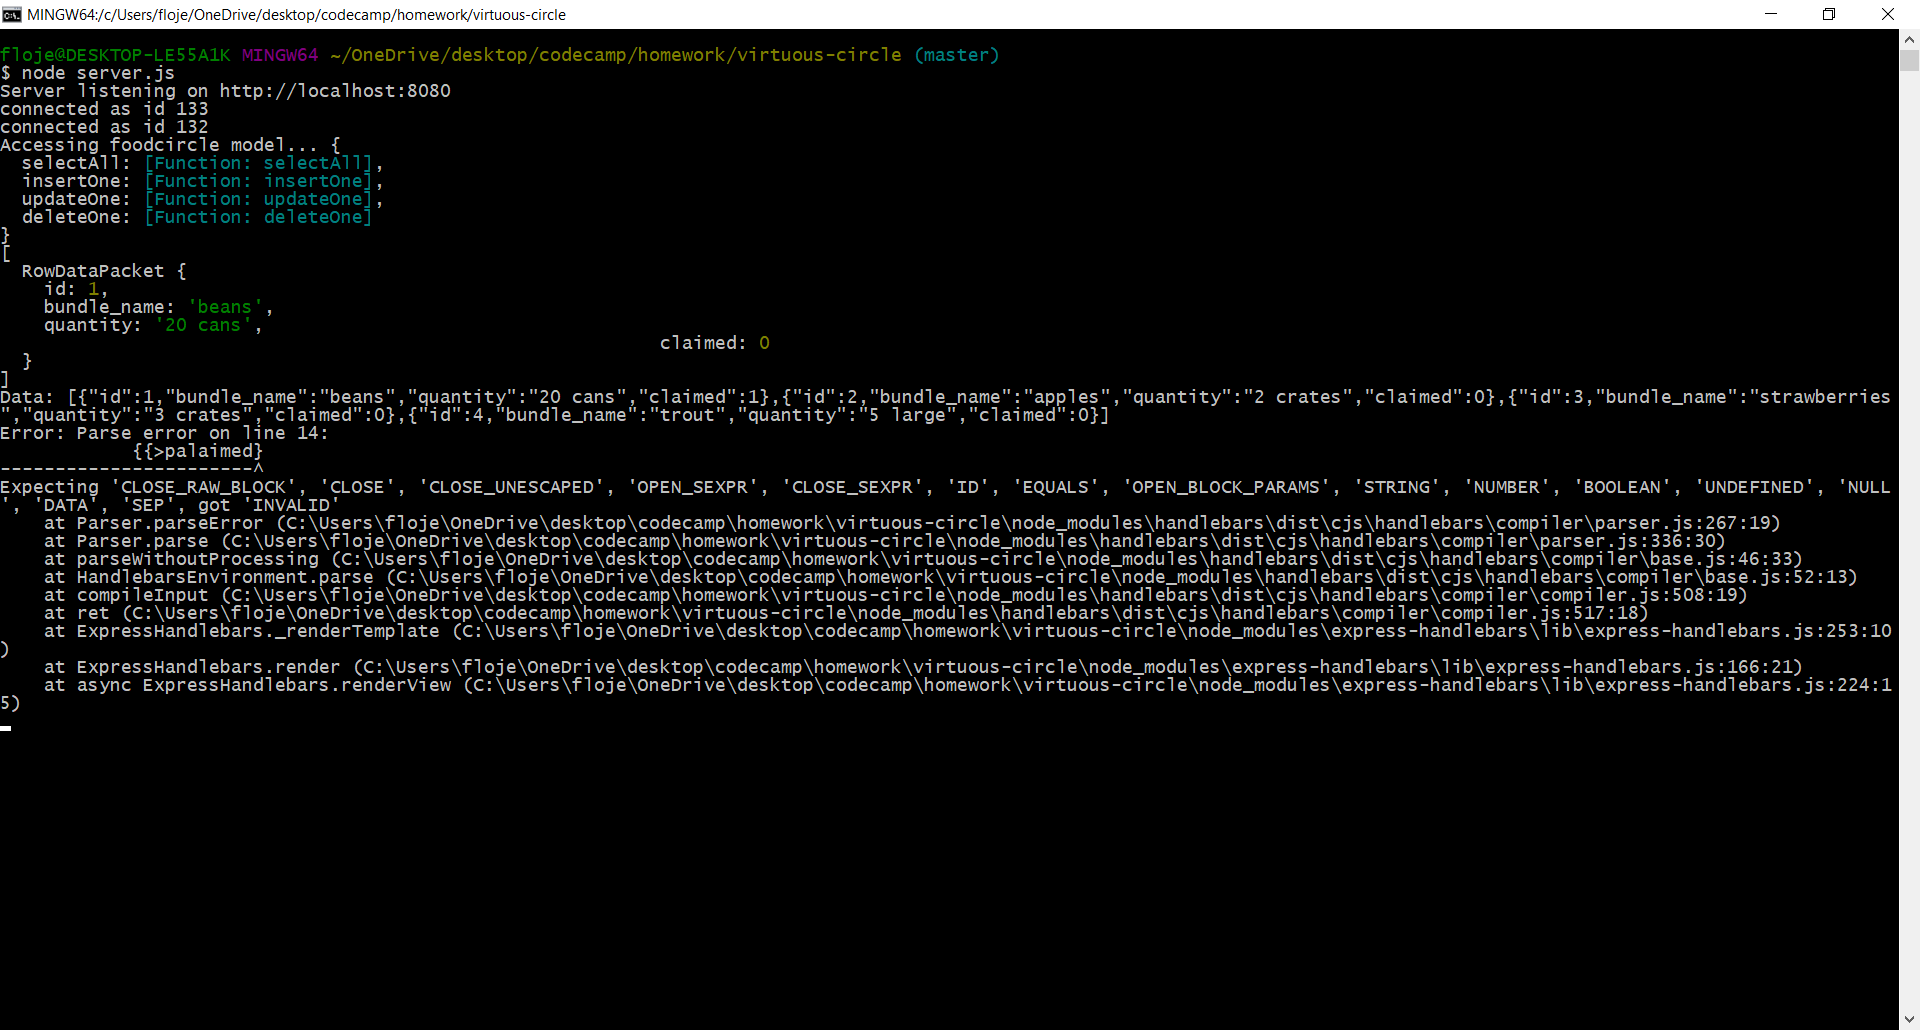 MINGW64:/c/Users/floje/OneDrive/desktop/codecamp/homework/virtuous-circle
floje@DESKTOP-LE55A1K MINGW64 ~/OneDrive/desktop/codecamp/homework/virtuous-circle (master)
$ node server.js
Server listening on http://localhost:8080
connected as id 133
connected as id 132
Accessing foodcircle model... {
  selectAll: [Function: selectAll],
  insertOne: [Function: insertOne],
  updateOne: [Function: updateOne],
  deleteOne: [Function: deleteOne]
}
[
  RowDataPacket {
    id: 1,
    bundle_name: 'beans',
    quantity: '20 cans',
                                                            claimed: 0
  }
]
Data: [{"id":1,"bundle_name":"beans","quantity":"20 cans","claimed":1},{"id":2,"bundle_name":"apples","quantity":"2 crates","claimed":0},{"id":3,"bundle_name":"strawberries
","quantity":"3 crates","claimed":0},{"id":4,"bundle_name":"trout","quantity":"5 large","claimed":0}]
Error: Parse error on line 14:
            {{>palaimed}
-----------------------^
Expecting 'CLOSE_RAW_BLOCK', 'CLOSE', 'CLOSE_UNESCAPED', 'OPEN_SEXPR', 'CLOSE_SEXPR', 'ID', 'EQUALS', 'OPEN_BLOCK_PARAMS', 'STRING', 'NUMBER', 'BOOLEAN', 'UNDEFINED', 'NULL
', 'DATA', 'SEP', got 'INVALID'
    at Parser.parseError (C:\Users\floje\OneDrive\desktop\codecamp\homework\virtuous-circle\node_modules\handlebars\dist\cjs\handlebars\compiler\parser.js:267:19)
    at Parser.parse (C:\Users\floje\OneDrive\desktop\codecamp\homework\virtuous-circle\node_modules\handlebars\dist\cjs\handlebars\compiler\parser.js:336:30)
    at parseWithoutProcessing (C:\Users\floje\OneDrive\desktop\codecamp\homework\virtuous-circle\node_modules\handlebars\dist\cjs\handlebars\compiler\base.js:46:33)
    at HandlebarsEnvironment.parse (C:\Users\floje\OneDrive\desktop\codecamp\homework\virtuous-circle\node_modules\handlebars\dist\cjs\handlebars\compiler\base.js:52:13)
    at compileInput (C:\Users\floje\OneDrive\desktop\codecamp\homework\virtuous-circle\node_modules\handlebars\dist\cjs\handlebars\compiler\compiler.js:508:19)
    at ret (C:\Users\floje\OneDrive\desktop\codecamp\homework\virtuous-circle\node_modules\handlebars\dist\cjs\handlebars\compiler\compiler.js:517:18)
    at ExpressHandlebars._renderTemplate (C:\Users\floje\OneDrive\desktop\codecamp\homework\virtuous-circle\node_modules\express-handlebars\lib\express-handlebars.js:253:10
)
    at ExpressHandlebars.render (C:\Users\floje\OneDrive\desktop\codecamp\homework\virtuous-circle\node_modules\express-handlebars\lib\express-handlebars.js:166:21)
    at async ExpressHandlebars.renderView (C:\Users\floje\OneDrive\desktop\codecamp\homework\virtuous-circle\node_modules\express-handlebars\lib\express-handlebars.js:224:1
5)